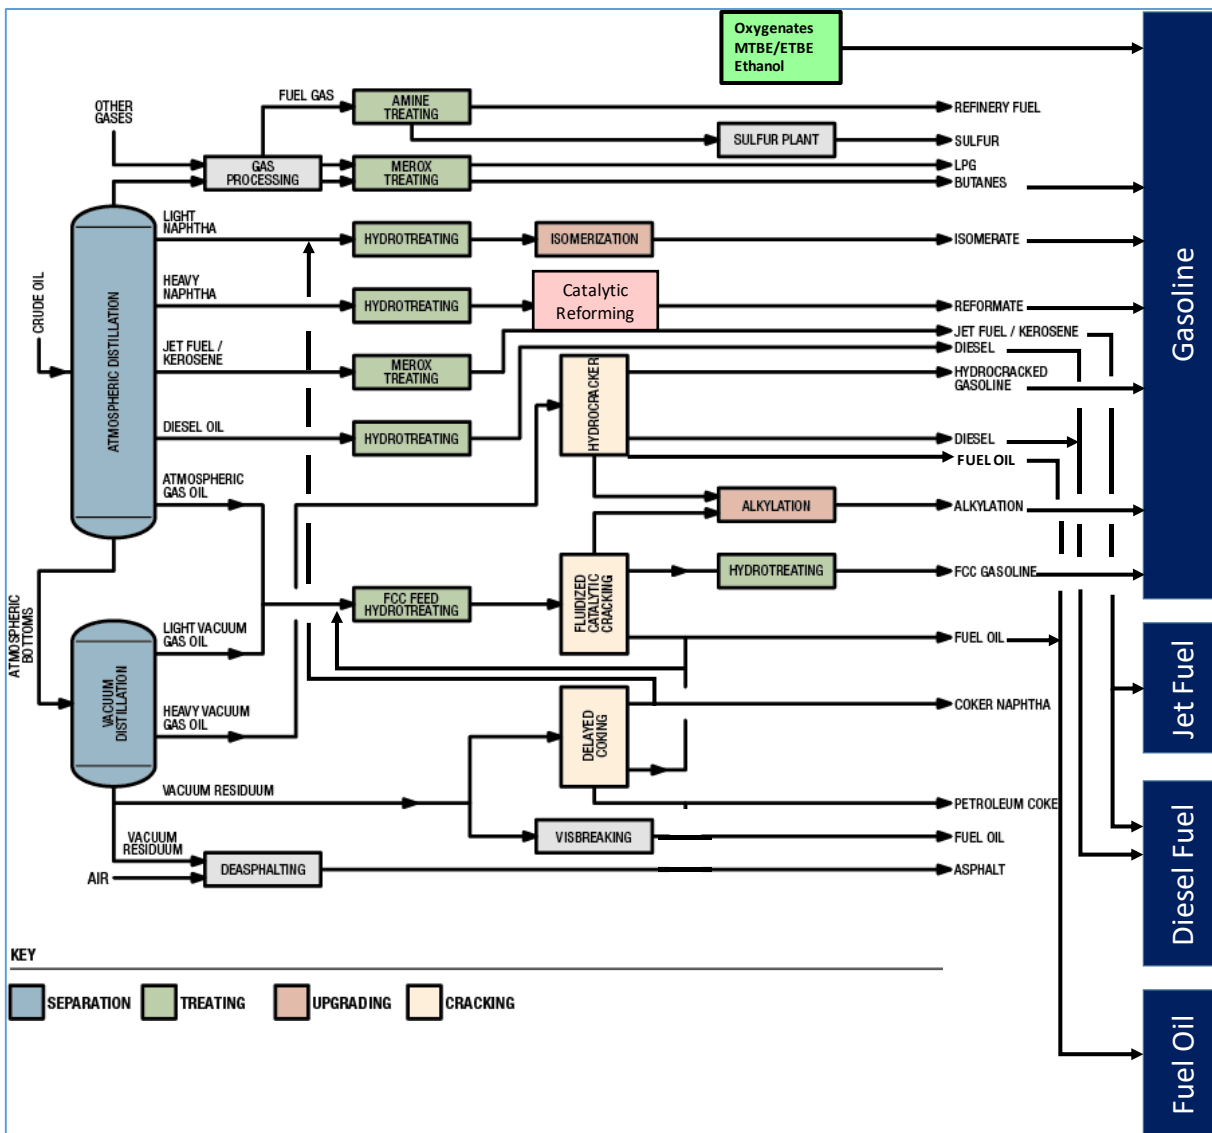 Oxygenates
MTBE/ETBE
Ethanol
OTHER
GASES
FUEL GAS
AMINE
TREATING
REFINERY FUEL
SULFUR PLANT
SULFUR
GAS
PROCESSING
MEROX
TREATING
LPG
BUTANES
LIGHT
NAPHTHA
HYDROTREATING
ISOMERIZATION
ISOMERATE
HEAVY
NAPHTHA
HYDROTREATING
Catalytic
Reforming
REFORMATE
CRUDE OIL
ATMOSPHERIC DISTILLATION
JET FUEL /
KEROSENE
MEROX
TREATING
JET FUEL / KEROSENE
DIESEL
HYDROCRACKER
HYDROCRACKED
GASOLINE
DIESEL OIL
HYDROTREATING
DIESEL
FUEL OIL
ATMOSPHERIC
GAS OIL
ALKYLATION
ALKYLATION
FCC FEED
HYDROTREATING
FLUIDIZED
CATALYTIC
CRACKING
HYDROTREATING
FCC GASOLINE
ATMOSPHERIC
BOTTOMS
LIGHT VACUUM
GAS OIL
FUEL OIL
VACUUM
DISTILLATION
HEAVY VACUUM
GAS OIL
DELAYED
COKING
COKER NAPHTHA
VACUUM RESIDUUM
PETROLEUM COKE
VACUUM
RESIDUUM
VISBREAKING
FUEL OIL
AIR
DEASPHALTING
ASPHALT
Gasoline
Jet Fuel
Diesel Fuel
Fuel Oil
KEY
SEPARATION
TREATING
UPGRADING
CRACKING